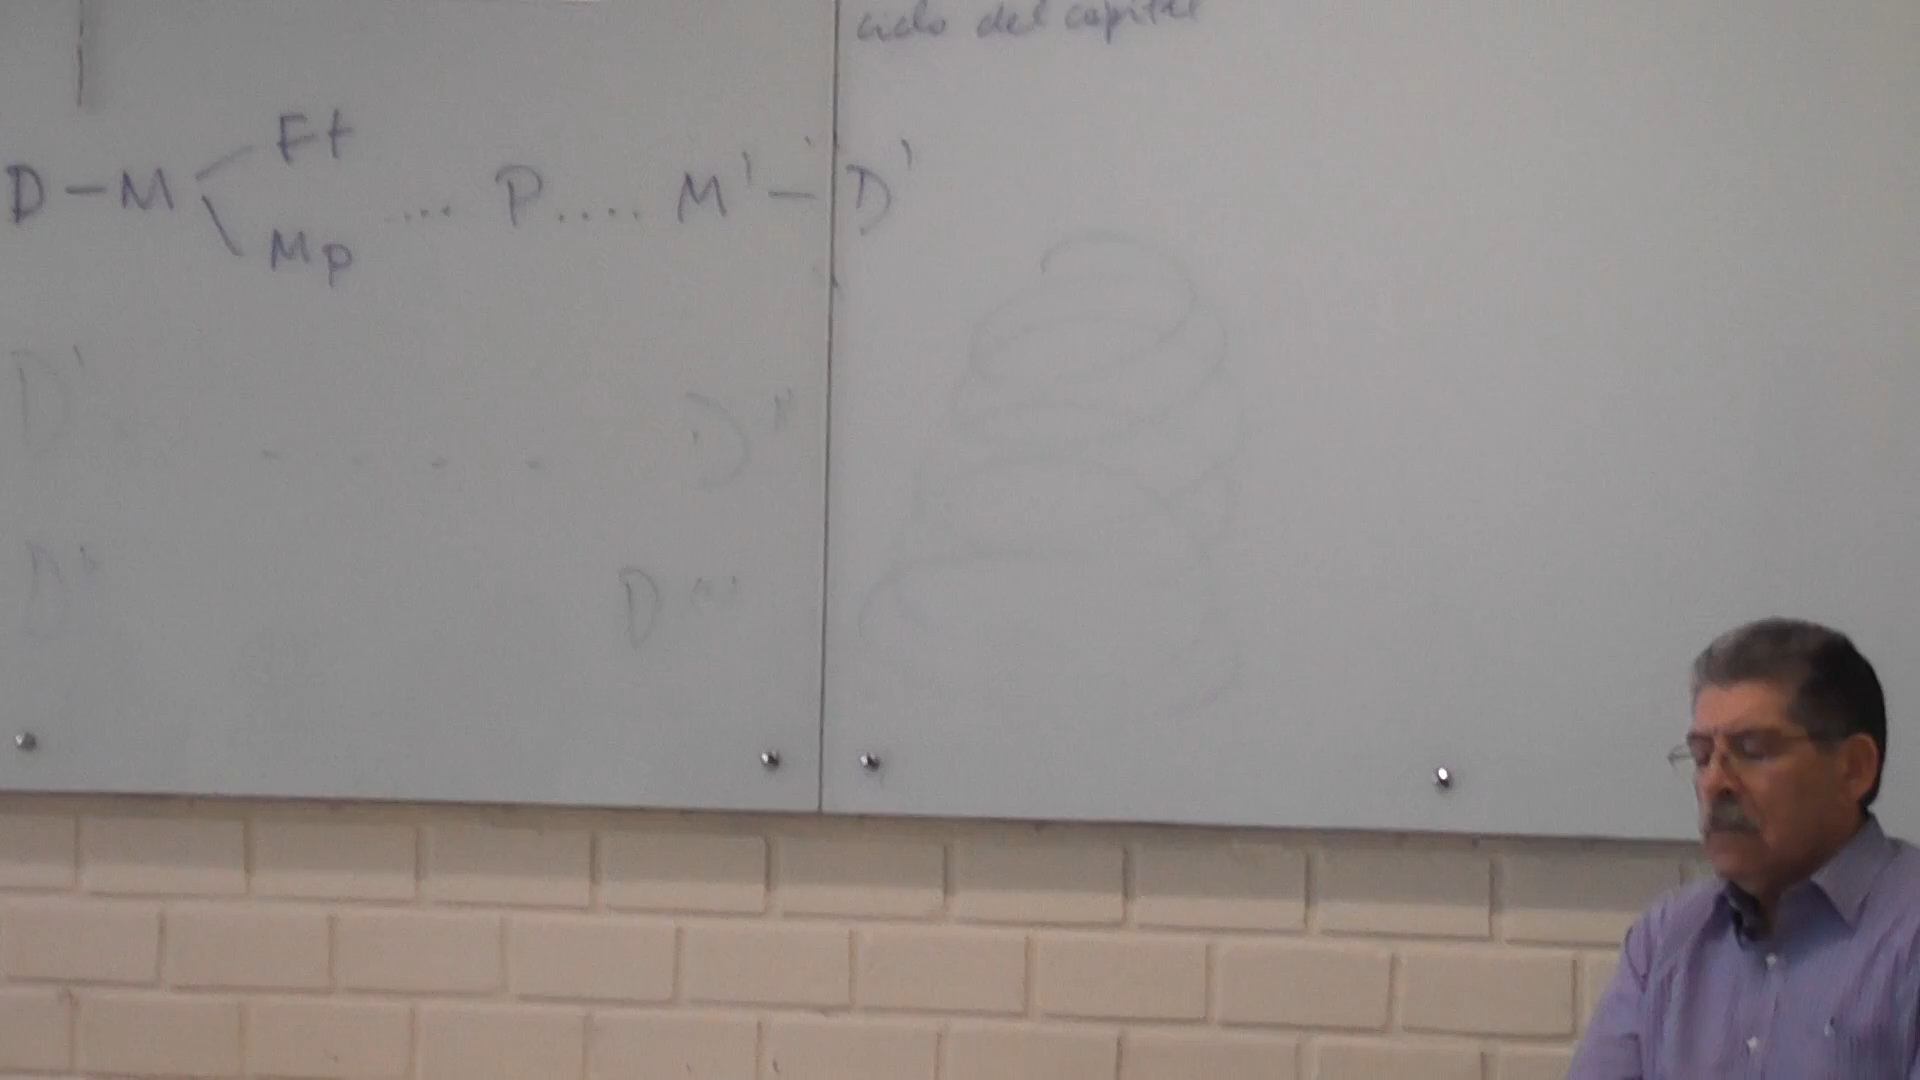 ciclo del capital
Ft
D – M ... P .... M' – D'
Mp
D' - - - - D''
D'' D'''